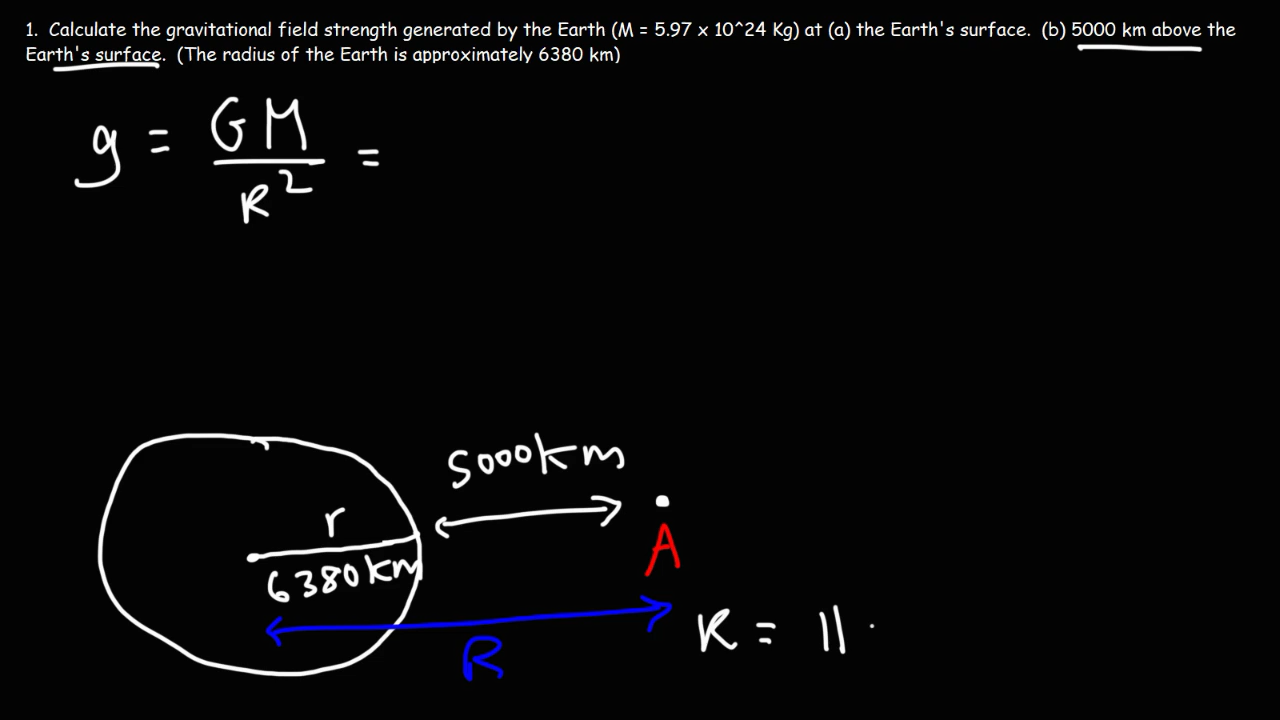 1. Calculate the gravitational field strength generated by the Earth (M = 5.97 x 10^24 Kg) at (a) the Earth's surface. (b) 5000 km above the
Earth's surface. (The radius of the Earth is approximately 6380 km)
g = GM / R² =
5000km
r
6380km
A
R
R = 11.